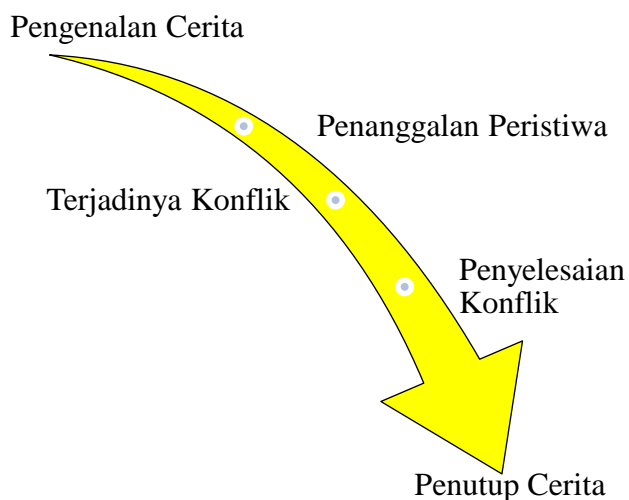 Pengenalan Cerita
Penanggalan Peristiwa
Terjadinya Konflik
Penyelesaian
Konflik
Penutup Cerita